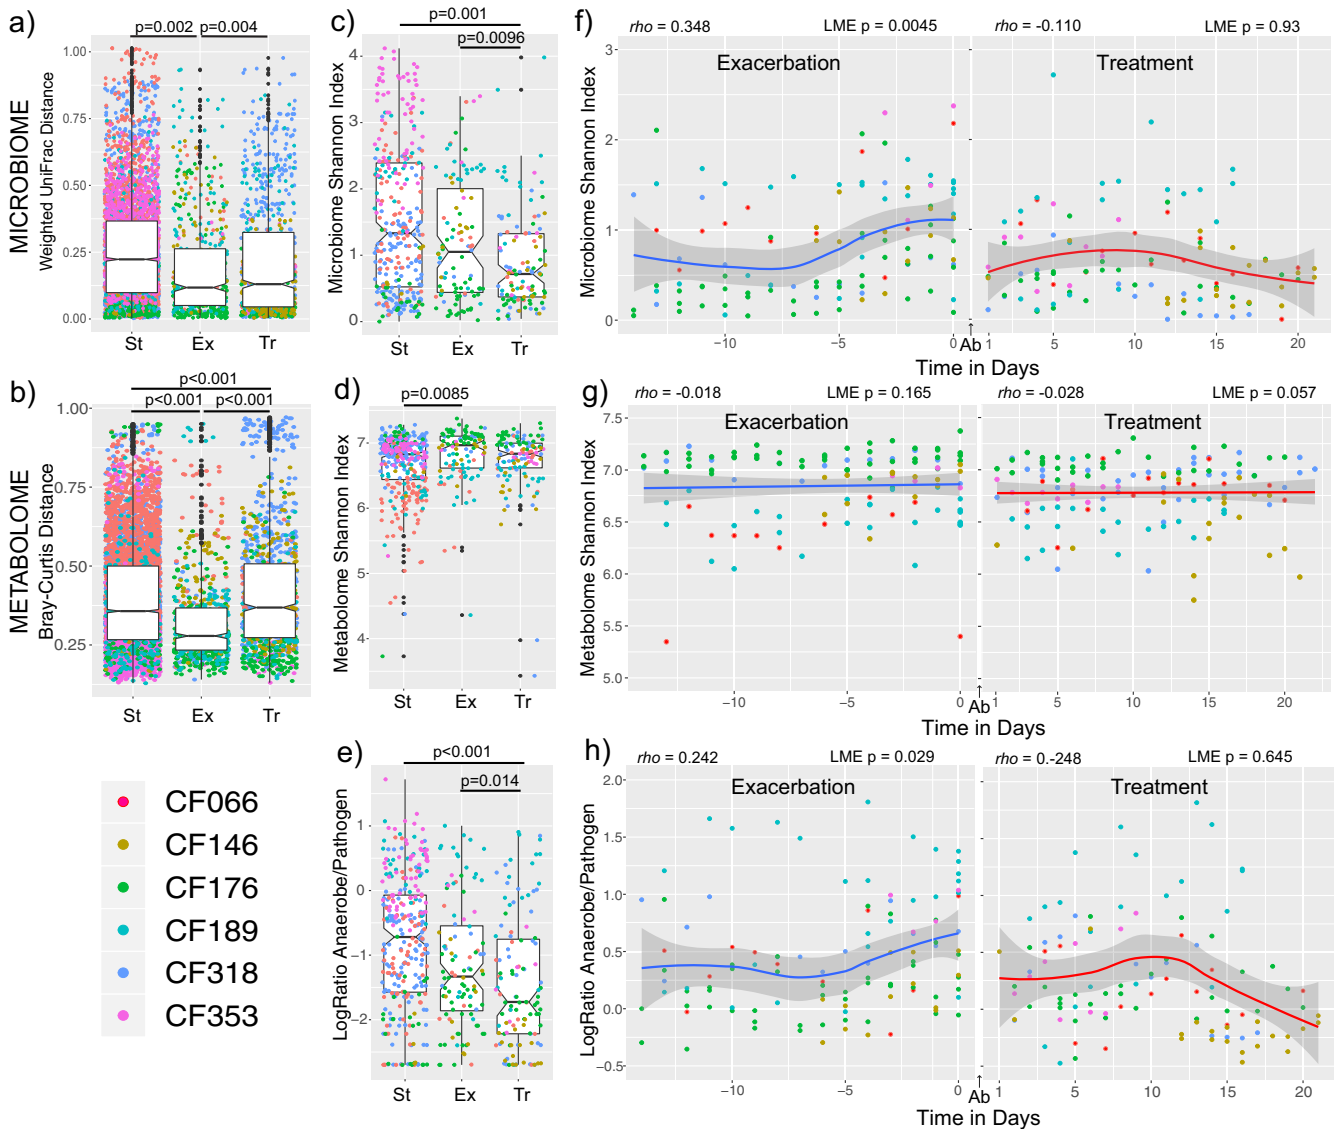 a)
MICROBIOME
Weighted UniFrac Distance
p=0.002 p=0.004
1.00
0.75
0.50
0.25
0.00
St Ex Tr
b)
METABOLOME
Bray-Curtis Distance
p<0.001
p<0.001 p<0.001
1.00
0.75
0.50
0.25
St Ex Tr
CF066
CF146
CF176
CF189
CF318
CF353
c)
Microbiome Shannon Index
p=0.001
p=0.0096
4
3
2
1
0
St Ex Tr
d)
Metabolome Shannon Index
p=0.0085
7
6
5
4
St Ex Tr
e)
LogRatio Anaerobe/Pathogen
p<0.001
p=0.014
1
0
−1
−2
St Ex Tr
f)
Microbiome Shannon Index
rho = 0.348 LME p = 0.0045
Exacerbation
rho = -0.110 LME p = 0.93
Treatment
3
2
1
0
−10 −5 0 1 5 10 15 20
↑
Ab
Time in Days
g)
Metabolome Shannon Index
rho = -0.018 LME p = 0.165
Exacerbation
rho = -0.028 LME p = 0.057
Treatment
7.5
7.0
6.5
6.0
5.5
5.0
−10 −5 0 1 5 10 15 20
↑
Ab
Time in Days
h)
LogRatio Anaerobe/Pathogen
rho = 0.242 LME p = 0.029
Exacerbation
rho = 0.-248 LME p = 0.645
Treatment
2.0
1.5
1.0
0.5
0.0
−0.5
−10 −5 0 1 5 10 15 20
↑
Ab
Time in Days